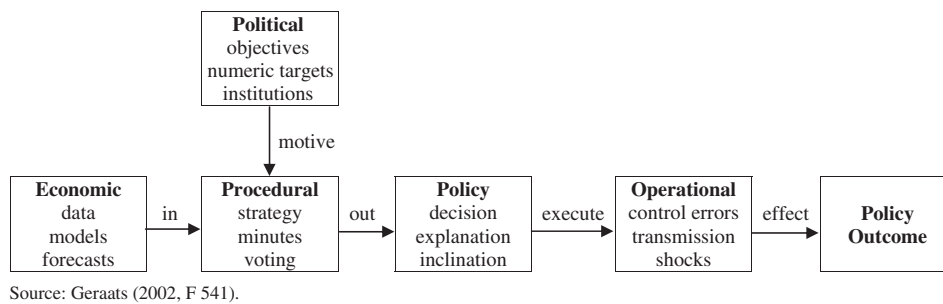 Political
objectives
numeric targets
institutions
motive
Economic
data
models
forecasts
in
Procedural
strategy
minutes
voting
out
Policy
decision
explanation
inclination
execute
Operational
control errors
transmission
shocks
effect
Policy
Outcome
Source: Geraats (2002, F 541).